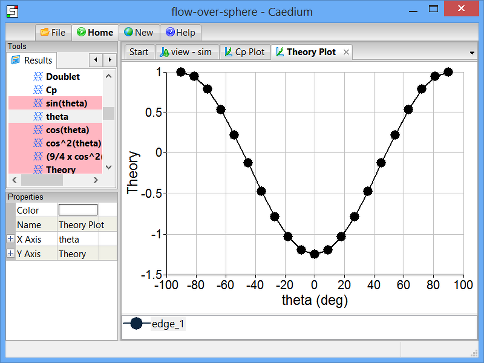 flow-over-sphere - Caedium
File Home New Help
Tools
Results
Doublet
Cp
sin(theta)
theta
cos(theta)
cos^2(theta)
(9/4 x cos^2(
Theory
Properties
Color
Name Theory Plot
X Axis theta
Y Axis Theory
Start view - sim Cp Plot Theory Plot
Theory
1
0.5
0
-0.5
-1
-1.5
-100 -80 -60 -40 -20 0 20 40 60 80 100
theta (deg)
edge_1